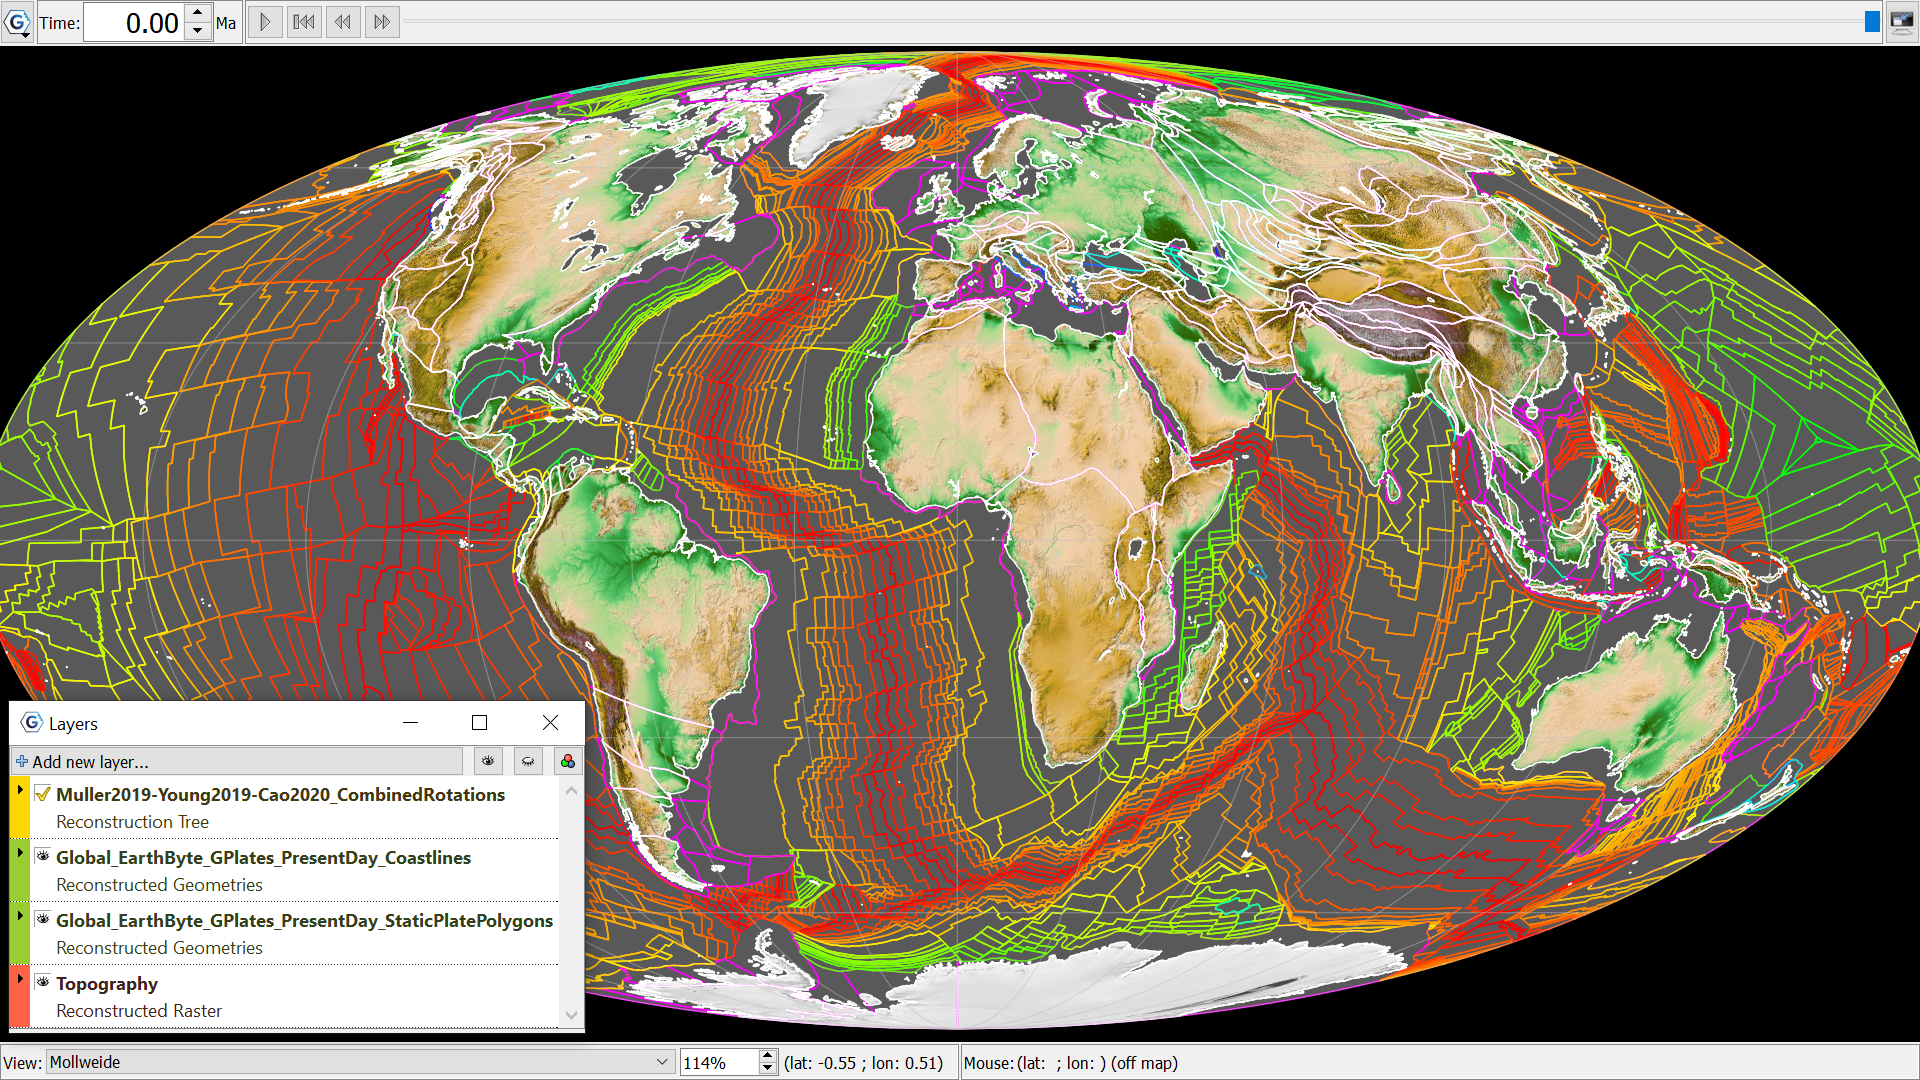 Time: 0.00 Ma
Layers
Add new layer...
Muller2019-Young2019-Cao2020_CombinedRotations
Reconstruction Tree
Global_EarthByte_GPlates_PresentDay_Coastlines
Reconstructed Geometries
Global_EarthByte_GPlates_PresentDay_StaticPlatePolygons
Reconstructed Geometries
Topography
Reconstructed Raster
View: Mollweide 114% (lat: -0.55 ; lon: 0.51) Mouse: (lat: ; lon: ) (off map)